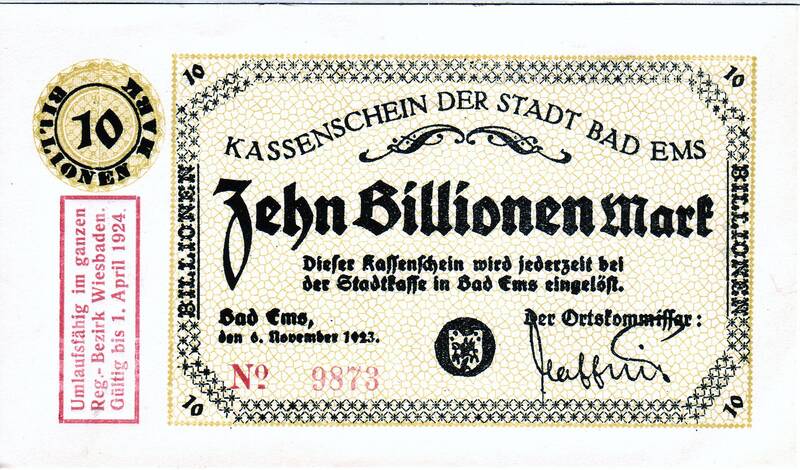 10
BILLIONEN MARK
Umlaufsfähig im ganzen
Reg.- Bezirk Wiesbaden.
Gültig bis 1. April 1924.
10
10
KASSENSCHEIN DER STADT BAD EMS
BILLIONEN
Zehn Billionen Mark
BILLIONEN
Dieser Kassenschein wird jederzeit bei
der Stadtkasse in Bad Ems eingelöst.
Bad Ems,
den 6. November 1923.
Der Ortskommissar:
No 9873
10
10